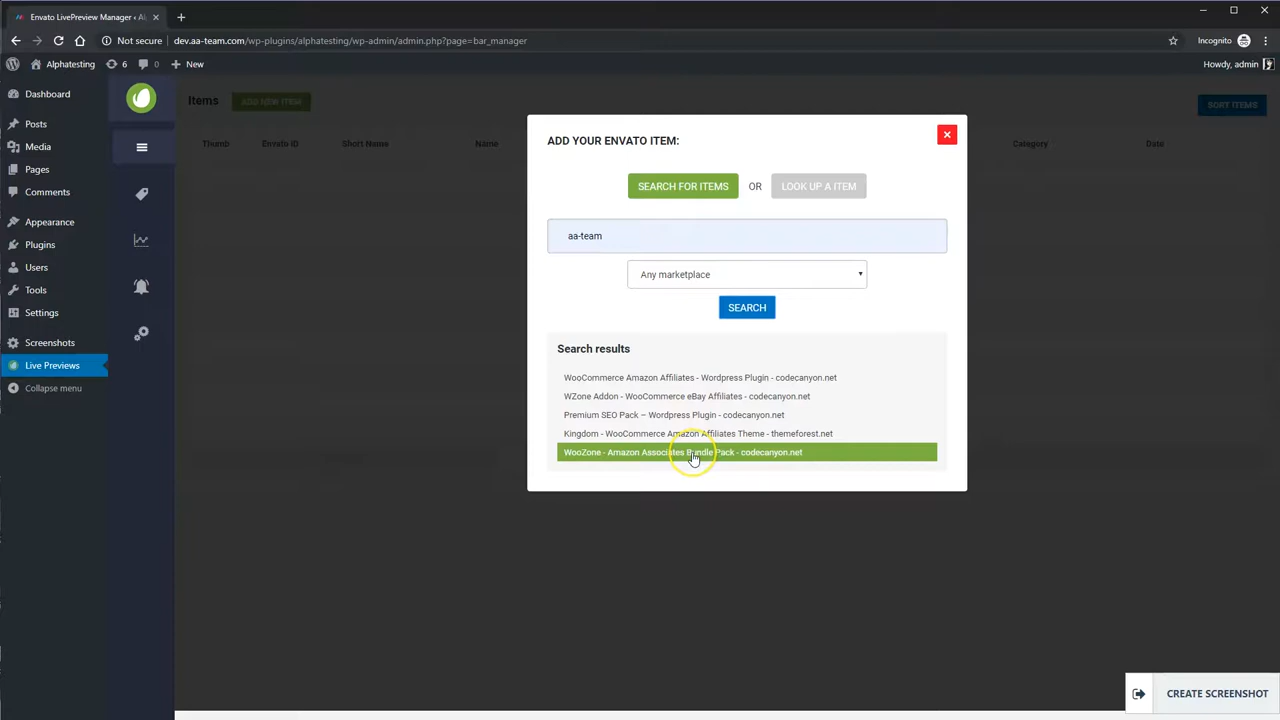 Envato LivePreview Manager ‹ Al
Not secure
dev.aa-team.com/wp-plugins/alphatesting/wp-admin/admin.php?page=bar_manager
Incognito
Alphatesting
6
0
New
Howdy, admin
Dashboard
Posts
Media
Pages
Comments
Appearance
Plugins
Users
Tools
Screenshots
Live Previews
Collapse menu
Items
ADD NEW ITEM
SORT ITEMS
Thumb Envato ID Short Name Name Category Date
ADD YOUR ENVATO ITEM:
SEARCH FOR ITEMS OR LOOK UP A ITEM
aa-team
Any marketplace
SEARCH
Search results
WooCommerce Amazon Affiliates - Wordpress Plugin - codecanyon.net
WZone Addon - WooCommerce eBay Affiliates - codecanyon.net
Premium SEO Pack – Wordpress Plugin - codecanyon.net
Kingdom - WooCommerce Amazon Affiliates Theme - themeforest.net
WooZone - Amazon Associates Bundle Pack - codecanyon.net
CREATE SCREENSHOT